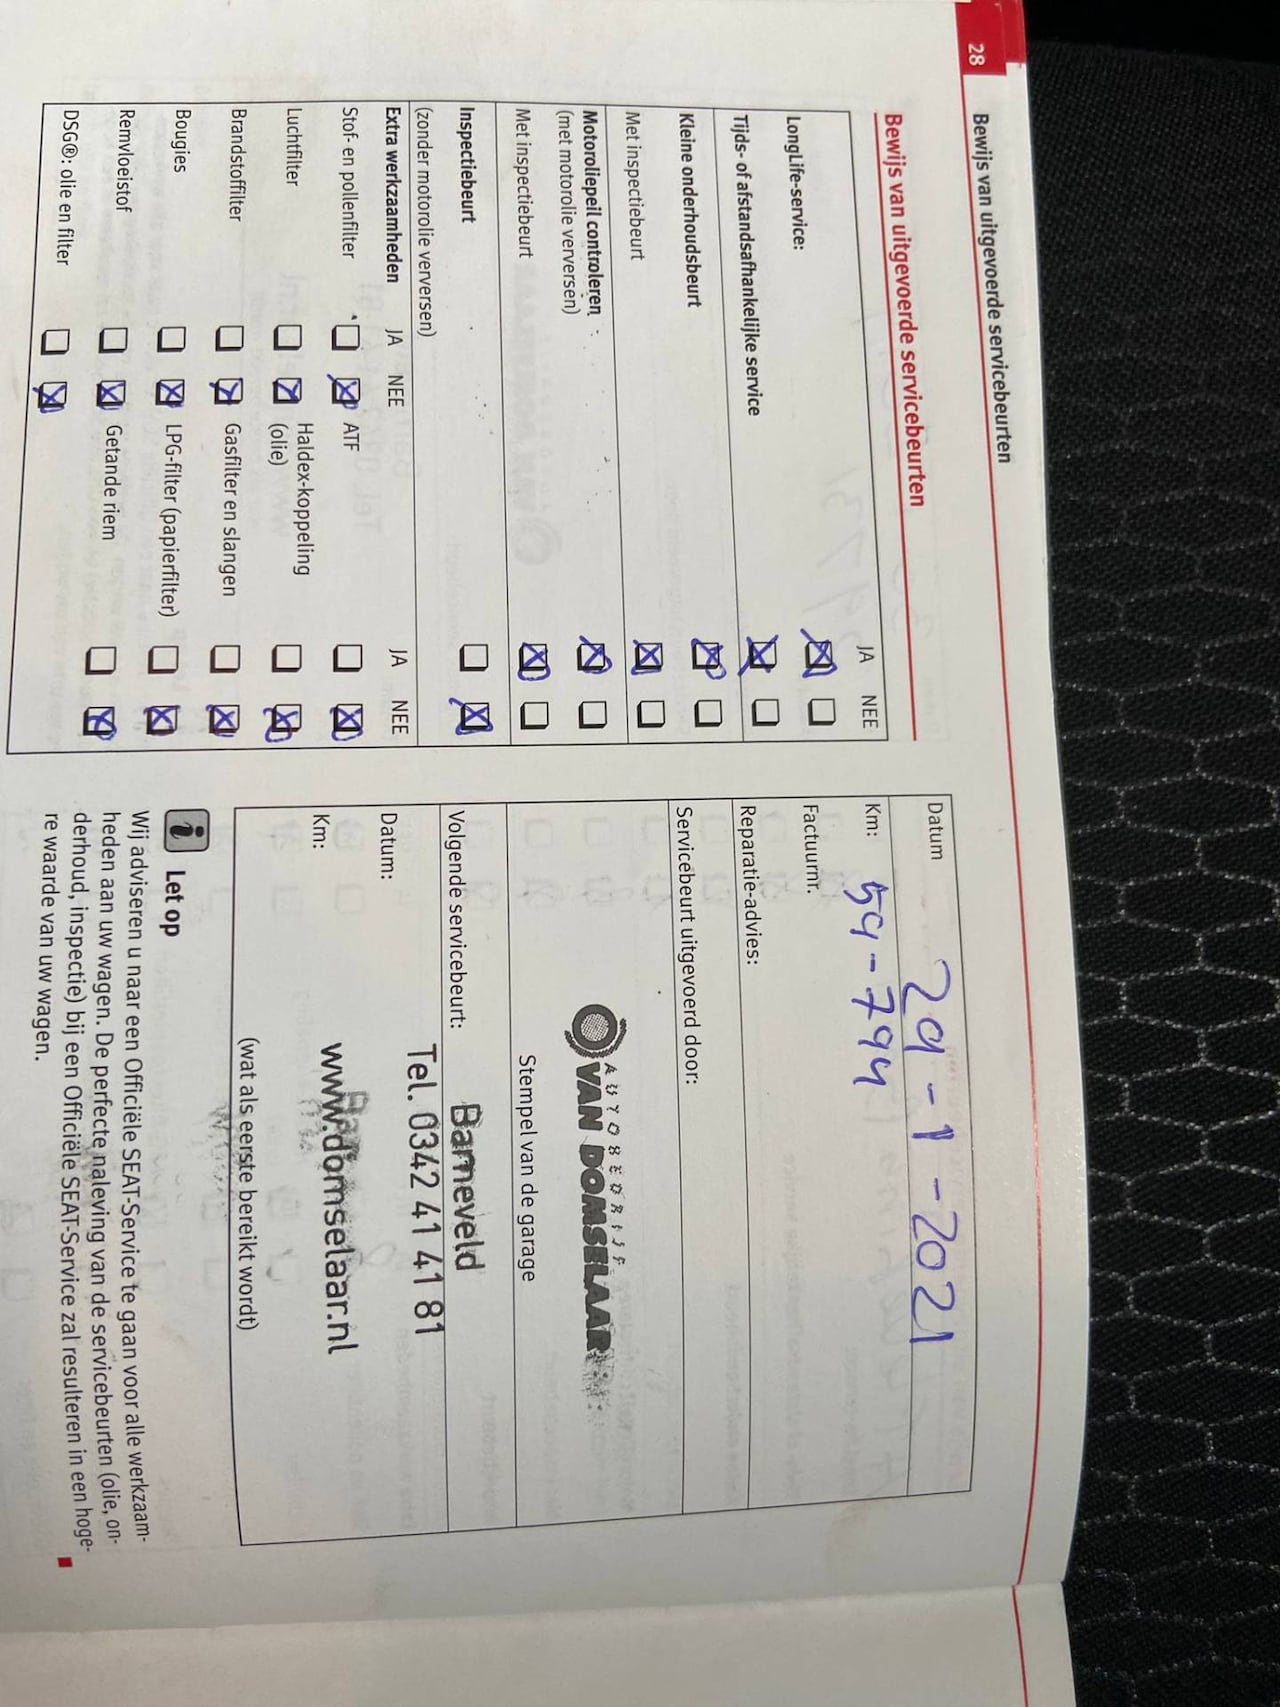 28
Bewijs van uitgevoerde servicebeurten
Bewijs van uitgevoerde servicebeurten
JA NEE
LongLife-service:
Tijds- of afstandsafhankelijke service
Kleine onderhoudsbeurt
Met inspectiebeurt
Motoroliepeil controleren
(met motorolie verversen)
Met inspectiebeurt
Inspectiebeurt
(zonder motorolie verversen)
Extra werkzaamheden JA NEE JA NEE
Stof- en pollenfilter ATF
Luchtfilter Haldex-koppeling
(olie)
Brandstoffilter Gasfilter en slangen
Bougies LPG-filter (papierfilter)
Remvloeistof Getande riem
DSG®: olie en filter
Datum 29-1-2021
Km: 59-794
Factuurnr.
Reparatie-advies:
Servicebeurt uitgevoerd door:
AUTOBEDRIJF
VAN DOMSELAAR
Stempel van de garage
Volgende servicebeurt: Barneveld
Tel. 0342 41 41 81
Datum:
Km: www.domselaar.nl
(wat als eerste bereikt wordt)
i Let op
Wij adviseren u naar een Officiële SEAT-Service te gaan voor alle werkzaam-
heden aan uw wagen. De perfecte naleving van de servicebeurten (olie, on-
derhoud, inspectie) bij een Officiële SEAT-Service zal resulteren in een hoge-
re waarde van uw wagen.